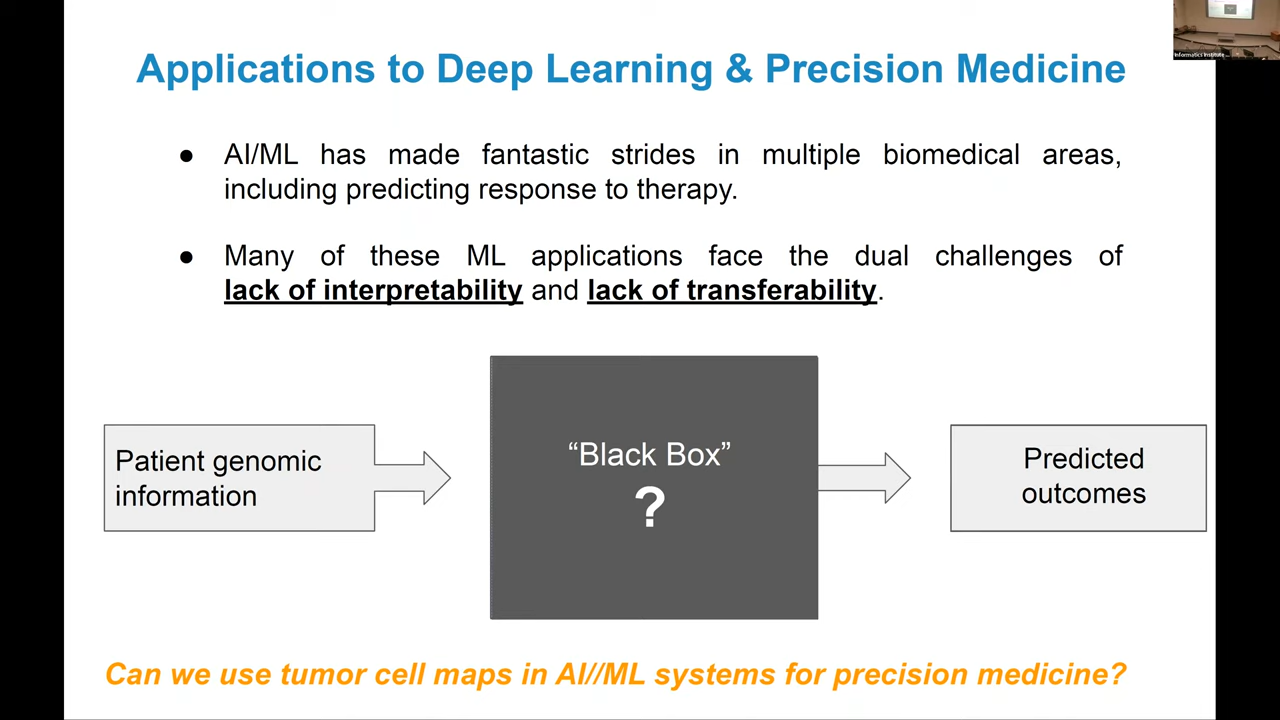 Applications to Deep Learning & Precision Medicine
Informatics Institute
● AI/ML has made fantastic strides in multiple biomedical areas,
including predicting response to therapy.
● Many of these ML applications face the dual challenges of
lack of interpretability and lack of transferability.
Patient genomic
information
“Black Box”
?
Predicted
outcomes
Can we use tumor cell maps in AI//ML systems for precision medicine?